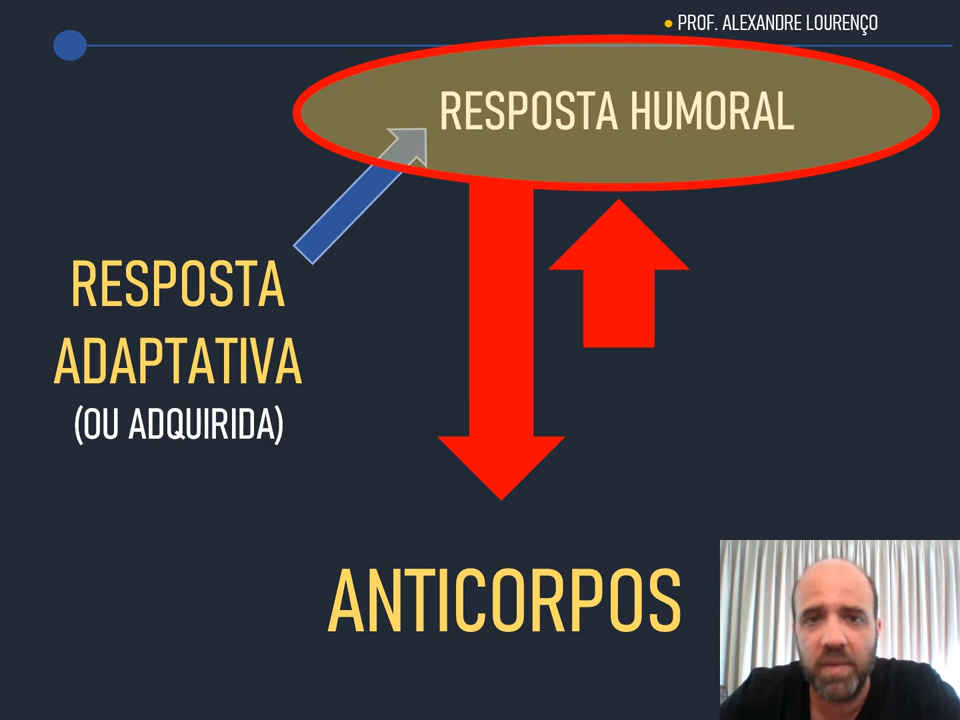 PROF. ALEXANDRE LOURENÇO
RESPOSTA HUMORAL
RESPOSTA
ADAPTATIVA
(OU ADQUIRIDA)
ANTICORPOS